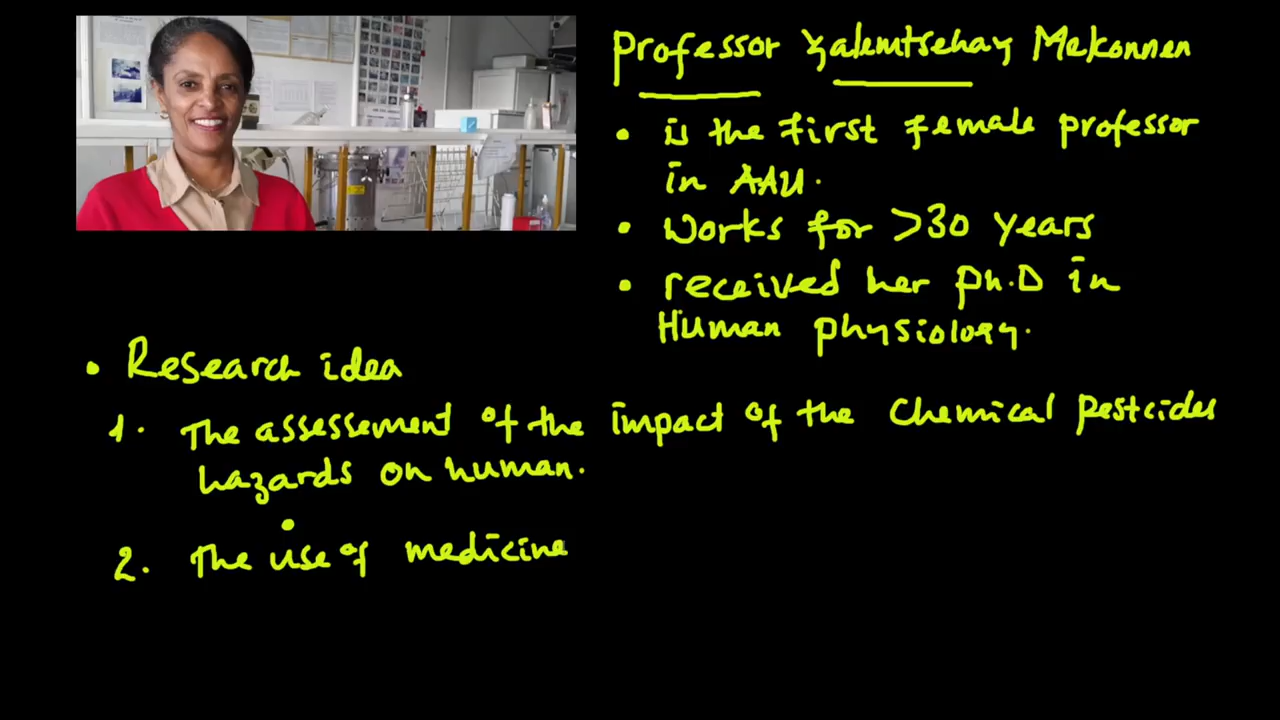 Professor Yalemtsehay Mekonnen
• is the first female professor
in AAU.
• Works for >30 years
• received her Ph.D in
Human physiology.
• Research idea
1. The assessement of the impact of the Chemical pestcides
hazards on human.
2. The use of medicine